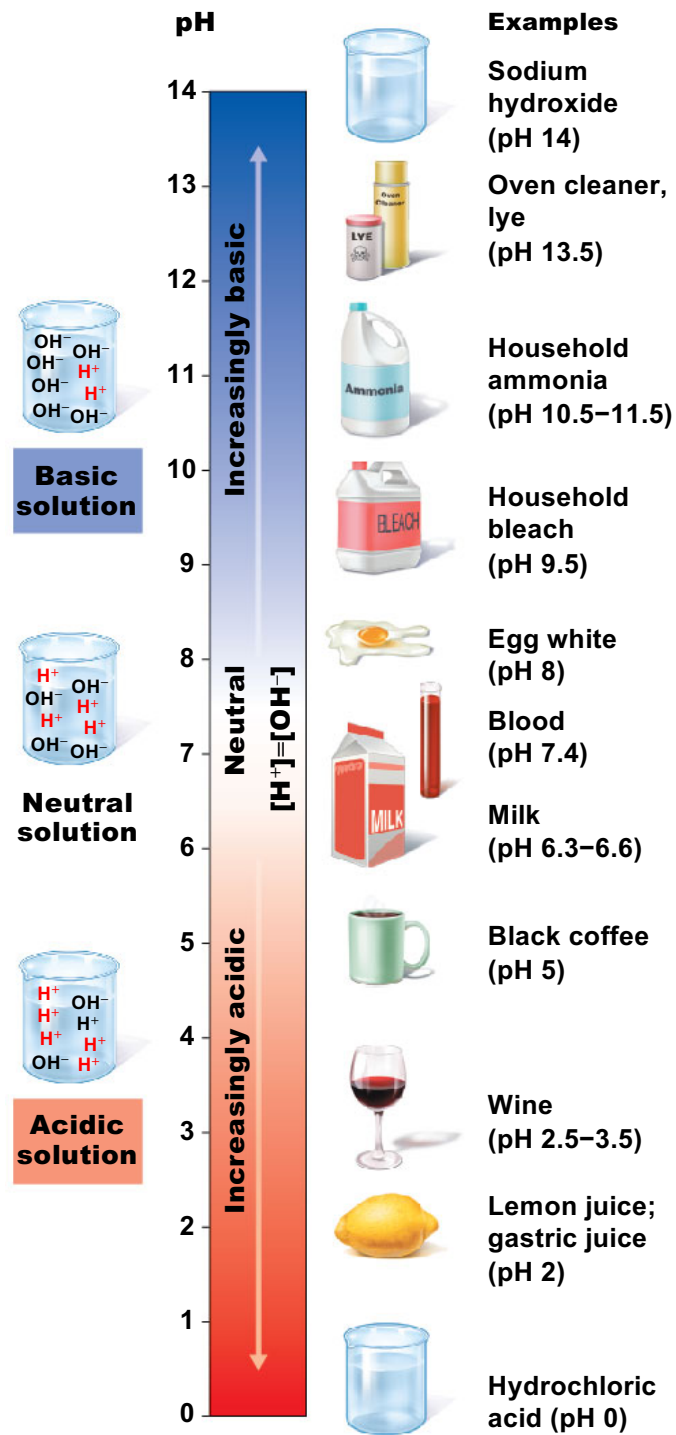 pH
Examples
14
13
12
11
10
9
8
7
6
5
4
3
2
1
0
Increasingly basic
Neutral
[H⁺]=[OH⁻]
Increasingly acidic
OH⁻
OH⁻
OH⁻
H⁺
OH⁻
H⁺
OH⁻
OH⁻
Basic
solution
H⁺
OH⁻
OH⁻
H⁺
H⁺
H⁺
OH⁻
OH⁻
Neutral
solution
H⁺
OH⁻
H⁺
H⁺
H⁺
H⁺
OH⁻
H⁺
Acidic
solution
Sodium
hydroxide
(pH 14)
Oven
Cleaner
LYE
Oven cleaner,
lye
(pH 13.5)
Ammonia
Household
ammonia
(pH 10.5–11.5)
BLEACH
Household
bleach
(pH 9.5)
Egg white
(pH 8)
Blood
(pH 7.4)
MILK
Milk
(pH 6.3–6.6)
Black coffee
(pH 5)
Wine
(pH 2.5–3.5)
Lemon juice;
gastric juice
(pH 2)
Hydrochloric
acid (pH 0)